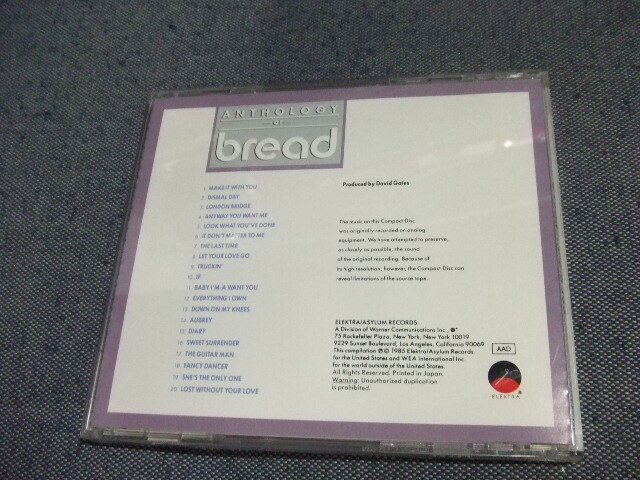 ANTHOLOGY
OF
bread
1. MAKE IT WITH YOU
2. DISMAL DAY
3. LONDON BRIDGE
4. ANYWAY YOU WANT ME
5. LOOK WHAT YOU'VE DONE
6. IT DON'T MATTER TO ME
7. THE LAST TIME
8. LET YOUR LOVE GO
9. TRUCKIN'
10. IF
11. BABY I'M-A WANT YOU
12. EVERYTHING I OWN
13. DOWN ON MY KNEES
14. AUBREY
15. DIARY
16. SWEET SURRENDER
17. THE GUITAR MAN
18. FANCY DANCER
19. SHE'S THE ONLY ONE
20. LOST WITHOUT YOUR LOVE
Produced by David Gates
The music on this Compact Disc
was originally recorded on analog
equipment. We have attempted to preserve,
as closely as possible, the sound
of the original recording. Because of
its high resolution, however, the Compact Disc can
reveal limitations of the source tape.
ELEKTRA/ASYLUM RECORDS
A Division of Warner Communications Inc.,
75 Rockefeller Plaza, New York, New York 10019
9229 Sunset Boulevard, Los Angeles, California 90069
This compilation ℗ © 1985 Elektra/Asylum Records
for the United States and WEA International Inc.
for the world outside of the United States.
All Rights Reserved. Printed in Japan.
Warning: Unauthorized duplication
is prohibited.
AAD
ELEKTRA